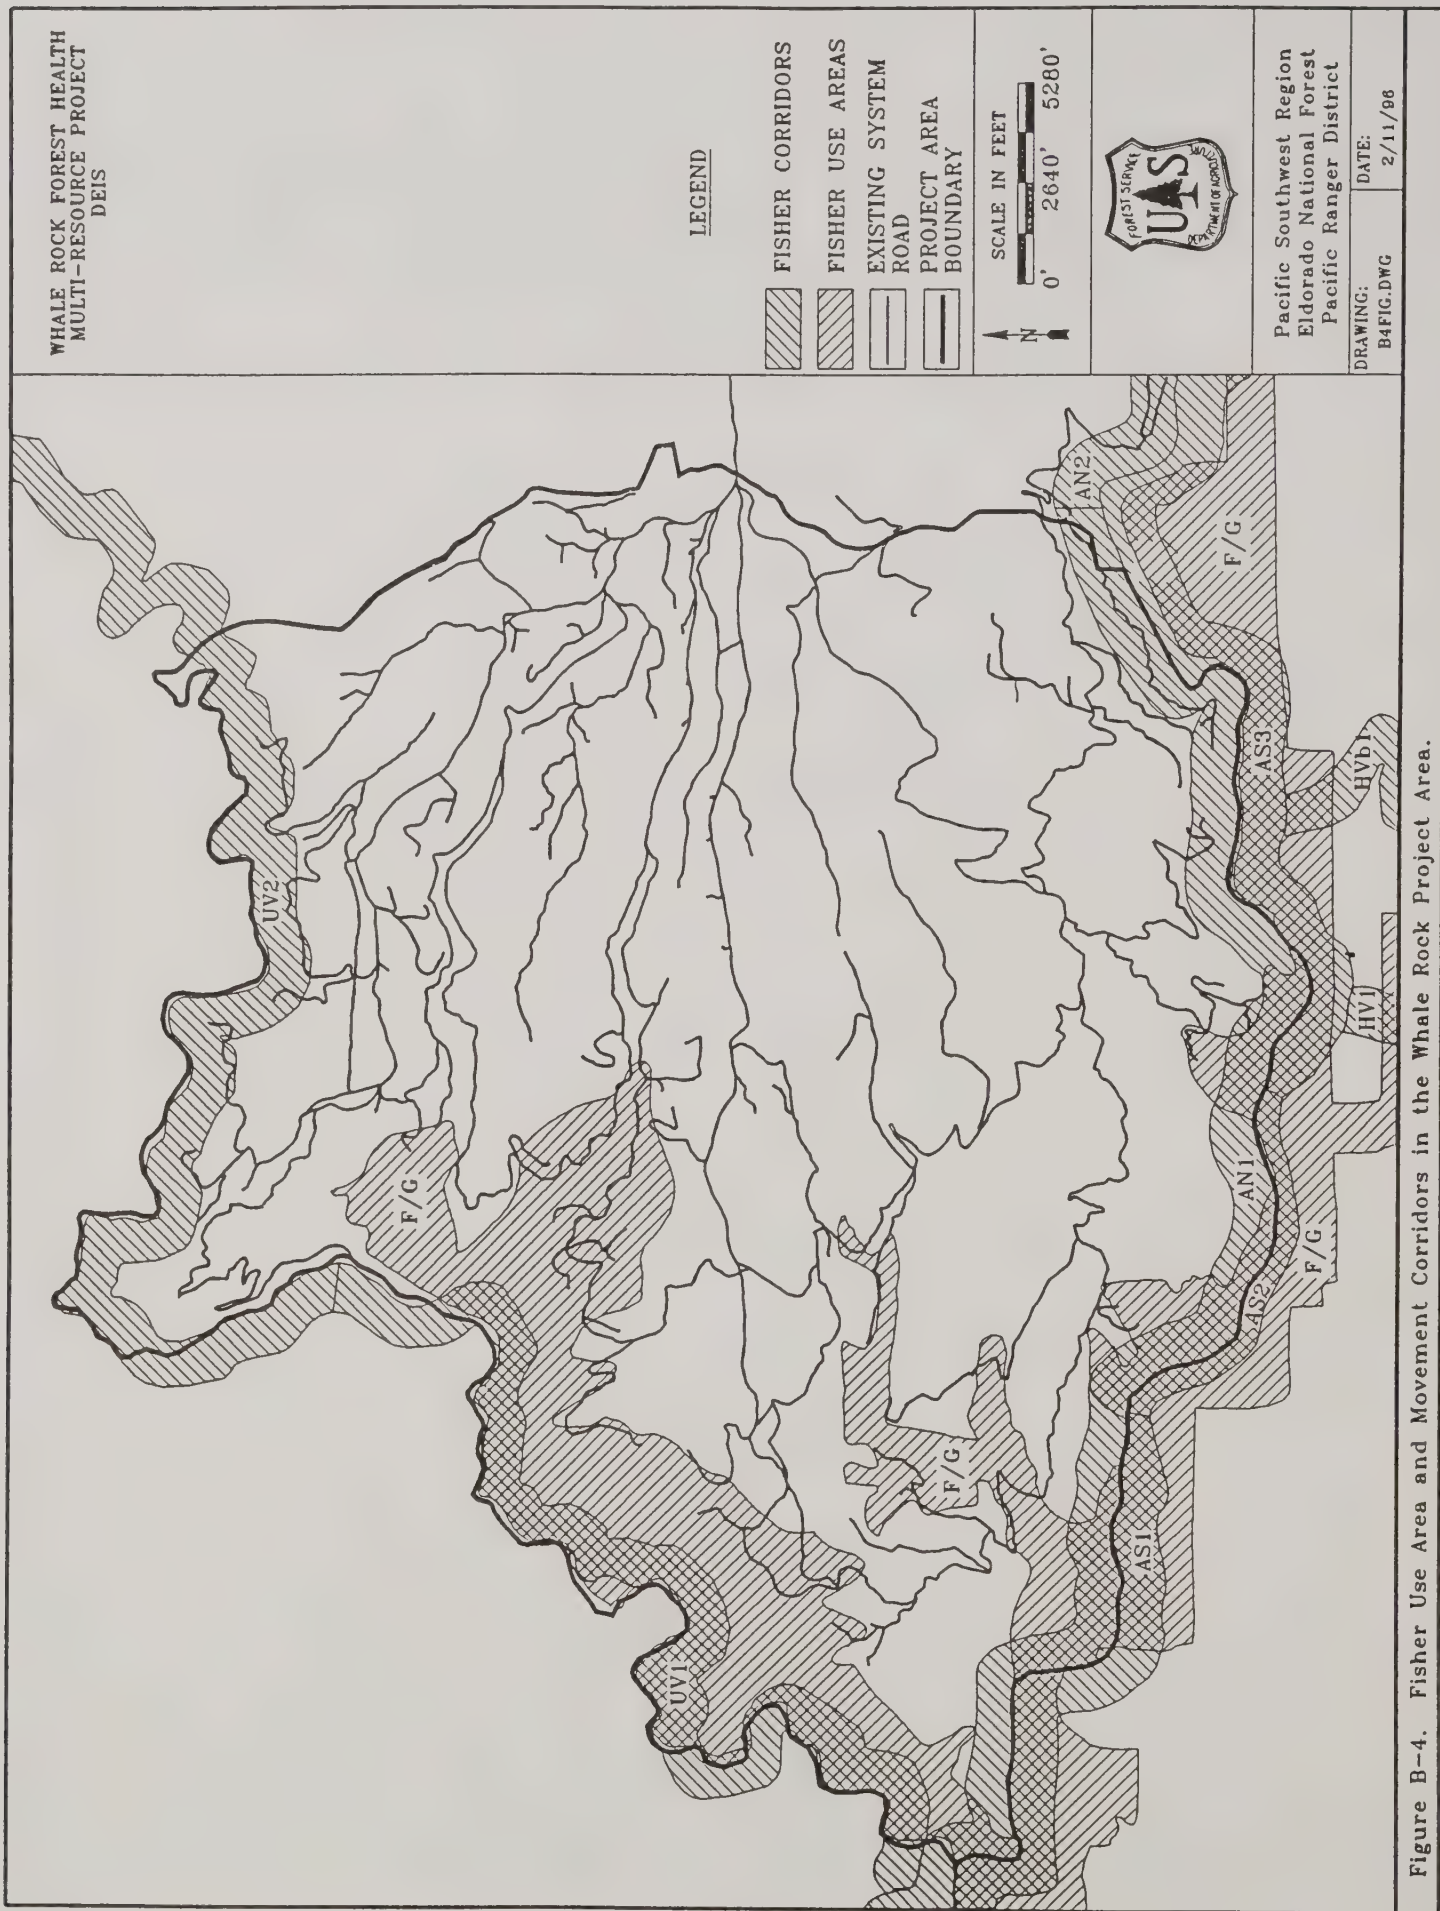 WHALE ROCK FOREST HEALTH
MULTI-RESOURCE PROJECT
DEIS
LEGEND
FISHER CORRIDORS
FISHER USE AREAS
EXISTING SYSTEM
ROAD
PROJECT AREA
BOUNDARY
SCALE IN FEET
0' 2640' 5280'
N
FOREST SERVICE
U S
DEPARTMENT OF AGRICULTURE
Pacific Southwest Region
Eldorado National Forest
Pacific Ranger District
DRAWING:
B4FIG.DWG
DATE:
2/11/96
UV2
F/G
UV1
F/G
AN2
F/G
AN1
AS3
AS2
F/G
AS1
HVb1
HV1
Figure B-4. Fisher Use Area and Movement Corridors in the Whale Rock Project Area.